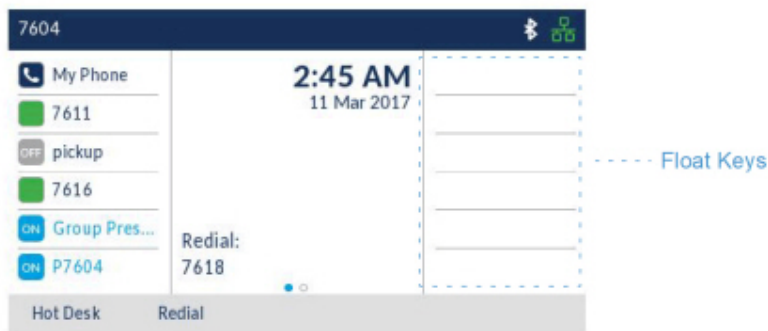 7604
My Phone
7611
OFF pickup
7616
ON Group Pres...
ON P7604
2:45 AM
11 Mar 2017
Redial:
7618
Float Keys
Hot Desk Redial